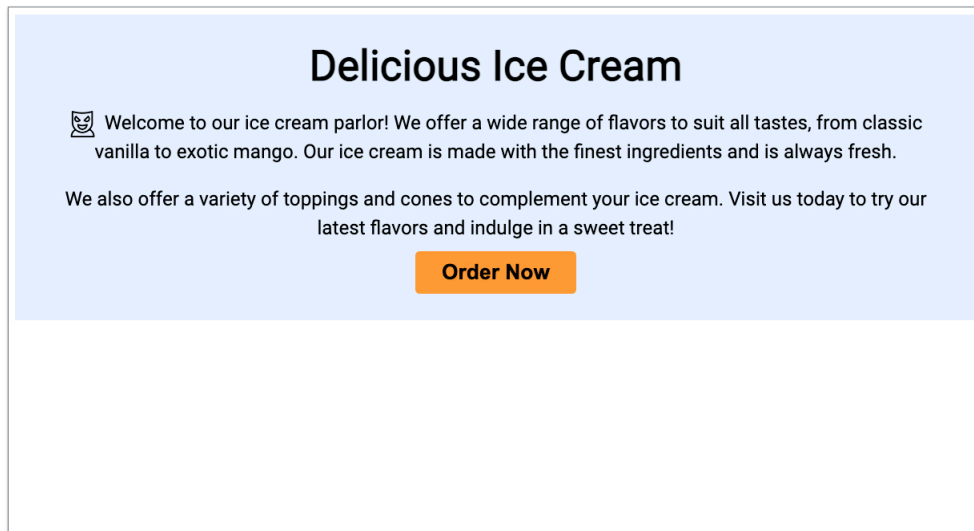 Delicious Ice Cream
Welcome to our ice cream parlor! We offer a wide range of flavors to suit all tastes, from classic
vanilla to exotic mango. Our ice cream is made with the finest ingredients and is always fresh.
We also offer a variety of toppings and cones to complement your ice cream. Visit us today to try our
latest flavors and indulge in a sweet treat!
Order Now